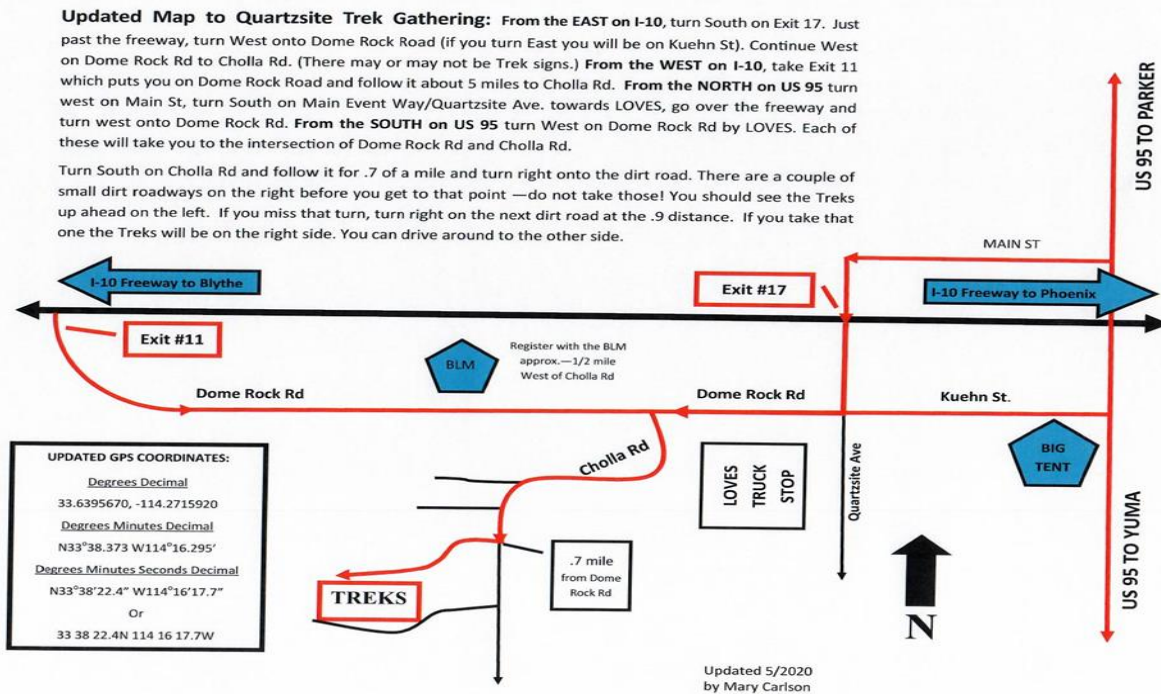 Updated Map to Quartzsite Trek Gathering: From the EAST on I-10, turn South on Exit 17. Just
past the freeway, turn West onto Dome Rock Road (if you turn East you will be on Kuehn St). Continue West
on Dome Rock Rd to Cholla Rd. (There may or may not be Trek signs.) From the WEST on I-10, take Exit 11
which puts you on Dome Rock Road and follow it about 5 miles to Cholla Rd. From the NORTH on US 95 turn
west on Main St, turn South on Main Event Way/Quartzsite Ave. towards LOVES, go over the freeway and
turn west onto Dome Rock Rd. From the SOUTH on US 95 turn West on Dome Rock Rd by LOVES. Each of
these will take you to the intersection of Dome Rock Rd and Cholla Rd.
Turn South on Cholla Rd and follow it for .7 of a mile and turn right onto the dirt road. There are a couple of
small dirt roadways on the right before you get to that point —do not take those! You should see the Treks
up ahead on the left. If you miss that turn, turn right on the next dirt road at the .9 distance. If you take that
one the Treks will be on the right side. You can drive around to the other side.
US 95 TO PARKER
MAIN ST
I-10 Freeway to Blythe
Exit #17
I-10 Freeway to Phoenix
Exit #11
BLM
Register with the BLM
approx.—1/2 mile
West of Cholla Rd
Dome Rock Rd
Dome Rock Rd
Kuehn St.
Cholla Rd
LOVES
TRUCK
STOP
Quartzsite Ave
BIG
TENT
UPDATED GPS COORDINATES:
Degrees Decimal
33.6395670, -114.2715920
Degrees Minutes Decimal
N33°38.373 W114°16.295'
Degrees Minutes Seconds Decimal
N33°38'22.4" W114°16'17.7"
Or
33 38 22.4N 114 16 17.7W
.7 mile
from Dome
Rock Rd
TREKS
N
US 95 TO YUMA
Updated 5/2020
by Mary Carlson